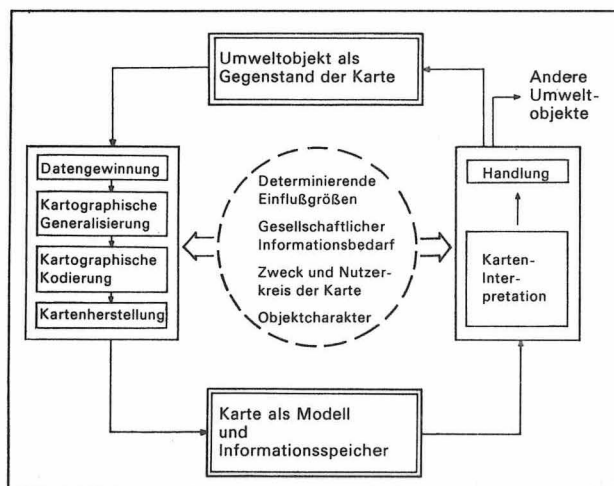 Umweltobjekt als
Gegenstand der Karte
Andere
Umwelt-
objekte
Datengewinnung
Kartographische
Generalisierung
Kartographische
Kodierung
Kartenherstellung
Determinierende
Einflußgrößen
Gesellschaftlicher
Informationsbedarf
Zweck und Nutzer-
kreis der Karte
Objektcharakter
Handlung
Karten-
Inter-
pretation
Karte als Modell
und
Informationsspeicher